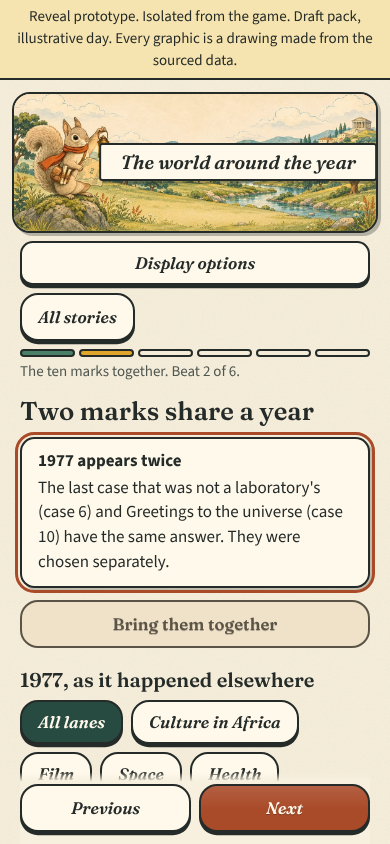 Reveal prototype. Isolated from the game. Draft pack,
illustrative day. Every graphic is a drawing made from the
sourced data.
The world around the year
Display options
All stories
The ten marks together. Beat 2 of 6.
Two marks share a year
1977 appears twice
The last case that was not a laboratory's
(case 6) and Greetings to the universe (case
10) have the same answer. They were
chosen separately.
Bring them together
1977, as it happened elsewhere
All lanes
Culture in Africa
Film
Space
Health
Previous
Next